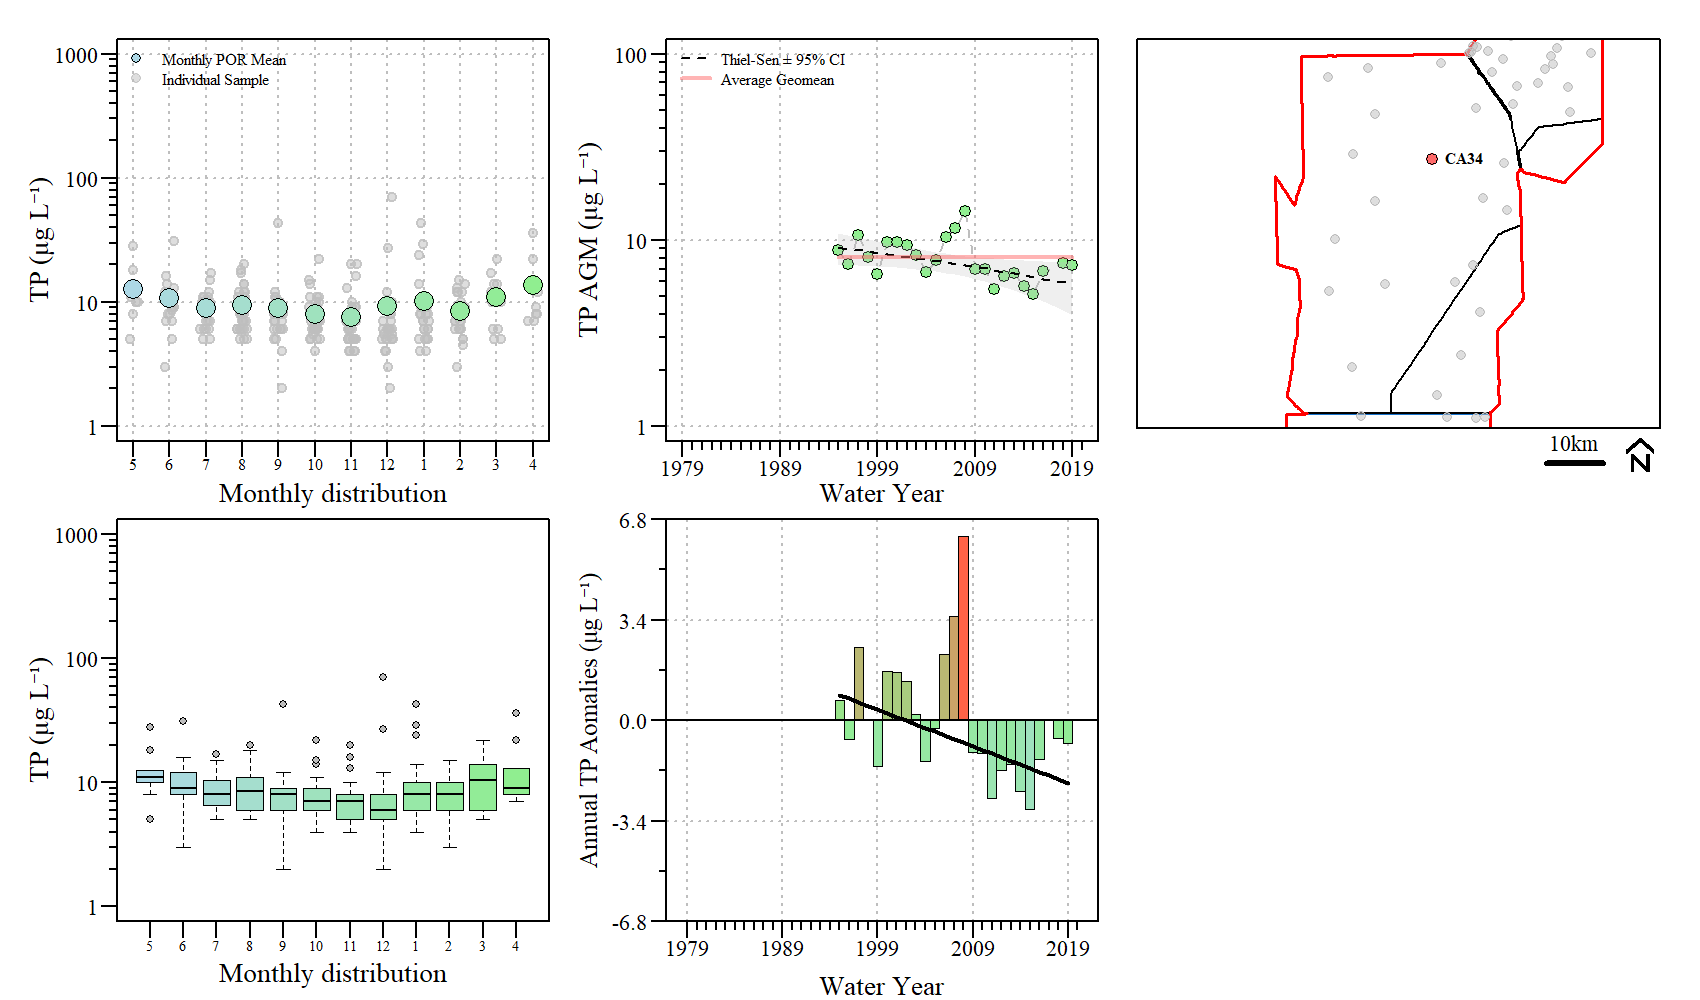 1000
100
10
1
TP (µg L⁻¹)
Monthly POR Mean
Individual Sample
5 6 7 8 9 10 11 12 1 2 3 4
Monthly distribution
100
10
1
TP AGM (µg L⁻¹)
Thiel-Sen ± 95% CI
Average Geomean
1979 1989 1999 2009 2019
Water Year
CA34
10km
N
1000
100
10
1
TP (µg L⁻¹)
5 6 7 8 9 10 11 12 1 2 3 4
Monthly distribution
6.8
3.4
0.0
-3.4
-6.8
Annual TP Aomalies (µg L⁻¹)
1979 1989 1999 2009 2019
Water Year